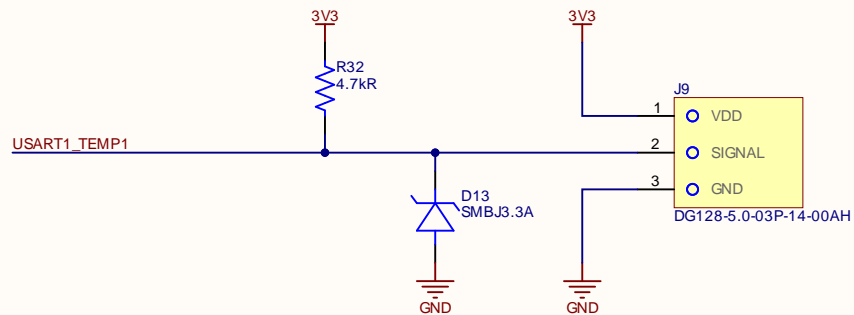 3V3
3V3
R32
4.7kR
J9
1
VDD
USART1_TEMP1
2
SIGNAL
3
GND
D13
SMBJ3.3A
DG128-5.0-03P-14-00AH
GND
GND